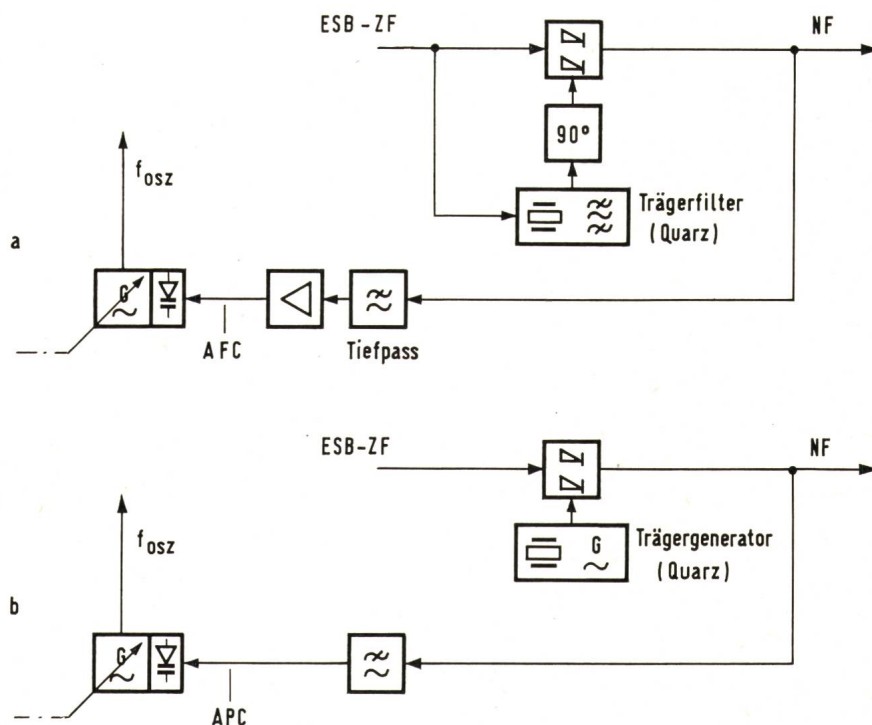 ESB-ZF
NF
90°
f osz
Trägerfilter
(Quarz)
a
G
AFC
Tiefpass
ESB-ZF
NF
f osz
G
Trägergenerator
(Quarz)
b
G
APC